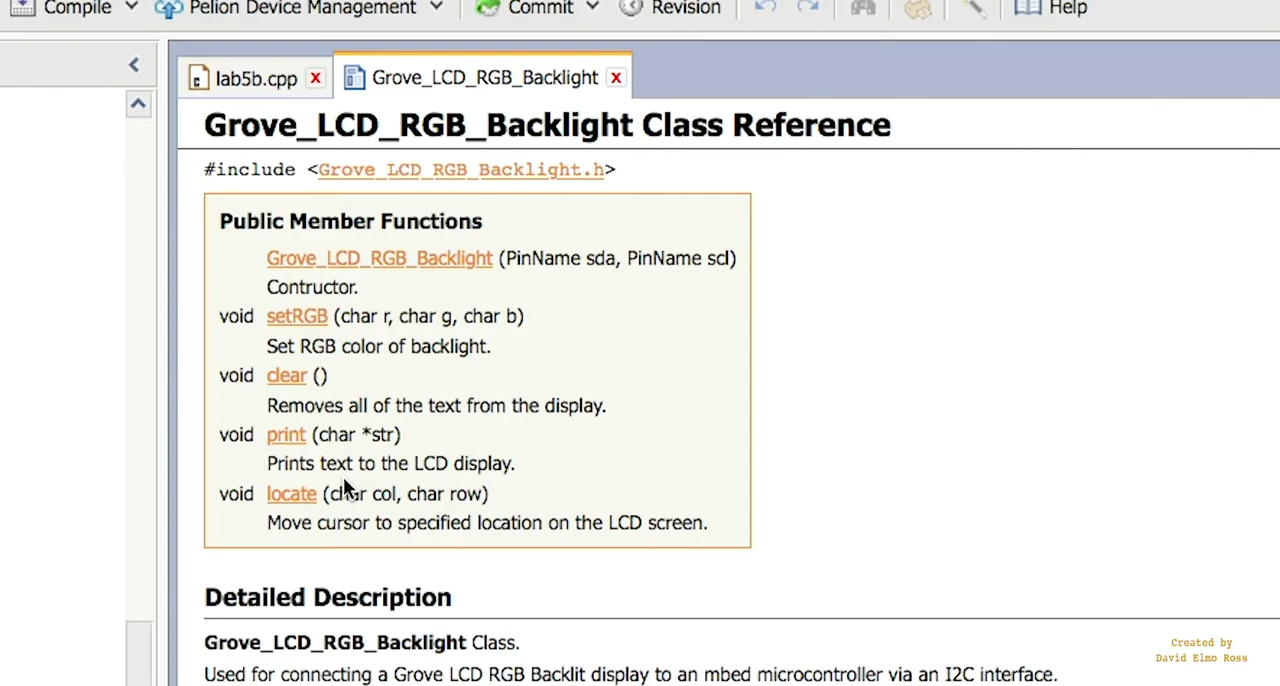 Compile Pelion Device Management Commit Revision Help
lab5b.cpp x Grove_LCD_RGB_Backlight x
Grove_LCD_RGB_Backlight Class Reference
#include <Grove_LCD_RGB_Backlight.h>
Public Member Functions
Grove_LCD_RGB_Backlight (PinName sda, PinName scl)
Contructor.
void setRGB (char r, char g, char b)
Set RGB color of backlight.
void clear ()
Removes all of the text from the display.
void print (char *str)
Prints text to the LCD display.
void locate (char col, char row)
Move cursor to specified location on the LCD screen.
Detailed Description
Grove_LCD_RGB_Backlight Class.
Used for connecting a Grove LCD RGB Backlit display to an mbed microcontroller via an I2C interface.
Created by
David Elmo Ross